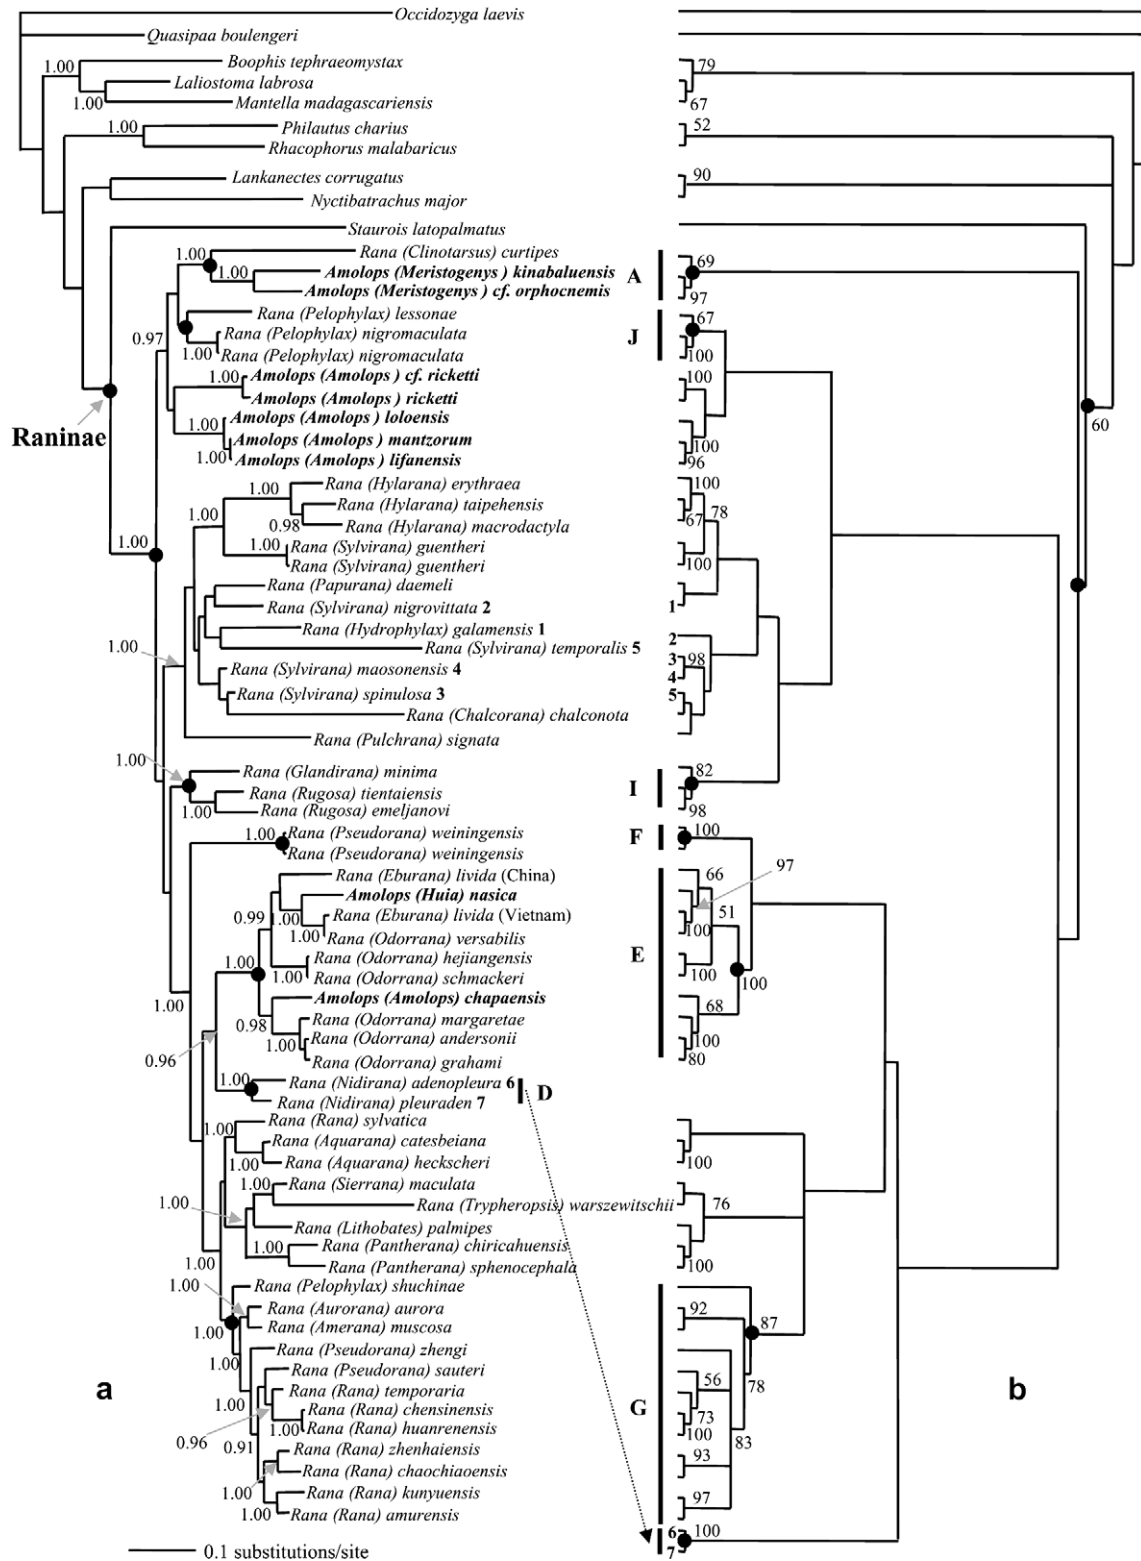 Occidozyga laevis
Quasipaa boulengeri
1.00 Boophis tephraeomystax 79
Laliostoma labrosa
1.00 Mantella madagascariensis 67
1.00 Philautus charius 52
Rhacophorus malabaricus
Lankanectes corrugatus 90
Nyctibatrachus major
Staurois latopalmatus
1.00 Rana (Clinotarsus) curtipes 69
1.00 Amolops (Meristogenys ) kinabaluensis A
Amolops (Meristogenys ) cf. orphocnemis 97
Rana (Pelophylax) lessonae 67
0.97 Rana (Pelophylax) nigromaculata J
1.00 Rana (Pelophylax) nigromaculata 100
1.00 Amolops (Amolops ) cf. ricketti 100
Amolops (Amolops ) ricketti
Raninae 1.00 Amolops (Amolops ) loloensis 60
Amolops (Amolops ) mantzorum 100
1.00 Amolops (Amolops ) lifanensis 96
1.00 Rana (Hylarana) erythraea 100
1.00 Rana (Hylarana) taipehensis
0.98 Rana (Hylarana) macrodactyla 67 78
1.00 1.00 Rana (Sylvirana) guentheri
Rana (Sylvirana) guentheri 100
Rana (Papurana) daemeli
Rana (Sylvirana) nigrovittata 2 1
Rana (Hydrophylax) galamensis 1 2
1.00 Rana (Sylvirana) temporalis 5 3 98
Rana (Sylvirana) maosonensis 4 4
Rana (Sylvirana) spinulosa 3 5
Rana (Chalcorana) chalconota
Rana (Pulchrana) signata
1.00 Rana (Glandirana) minima 82
Rana (Rugosa) tientaiensis I
1.00 Rana (Rugosa) emeljanovi 98
1.00 Rana (Pseudorana) weiningensis F 100
Rana (Pseudorana) weiningensis
Rana (Eburana) livida (China) 66 97
Amolops (Huia) nasica
0.99 1.00 Rana (Eburana) livida (Vietnam) 51
1.00 Rana (Odorrana) versabilis 100
1.00 Rana (Odorrana) hejiangensis E
1.00 Rana (Odorrana) schmackeri 100 100
1.00 Amolops (Amolops) chapaensis 68
0.98 Rana (Odorrana) margaretae
1.00 Rana (Odorrana) andersonii 100
0.96 Rana (Odorrana) grahami 80
1.00 Rana (Nidirana) adenopleura 6 D
Rana (Nidirana) pleuraden 7
1.00 Rana (Rana) sylvatica
Rana (Aquarana) catesbeiana
1.00 Rana (Aquarana) heckscheri 100
1.00 Rana (Sierrana) maculata
1.00 Rana (Trypheropsis) warszewitschii 76
Rana (Lithobates) palmipes
1.00 Rana (Pantherana) chiricahuensis
1.00 Rana (Pantherana) sphenocephala 100
1.00 Rana (Pelophylax) shuchinae
Rana (Aurorana) aurora 92
1.00 Rana (Amerana) muscosa 87
1.00 Rana (Pseudorana) zhengi
Rana (Pseudorana) sauteri 56 78
a 1.00 Rana (Rana) temporaria b
Rana (Rana) chensinensis G 73
0.96 1.00 Rana (Rana) huanrenensis 100
0.91 Rana (Rana) zhenhaiensis 83 93
Rana (Rana) chaochiaoensis
1.00 Rana (Rana) kunyuensis 97
1.00 Rana (Rana) amurensis
6 100
0.1 substitutions/site 7